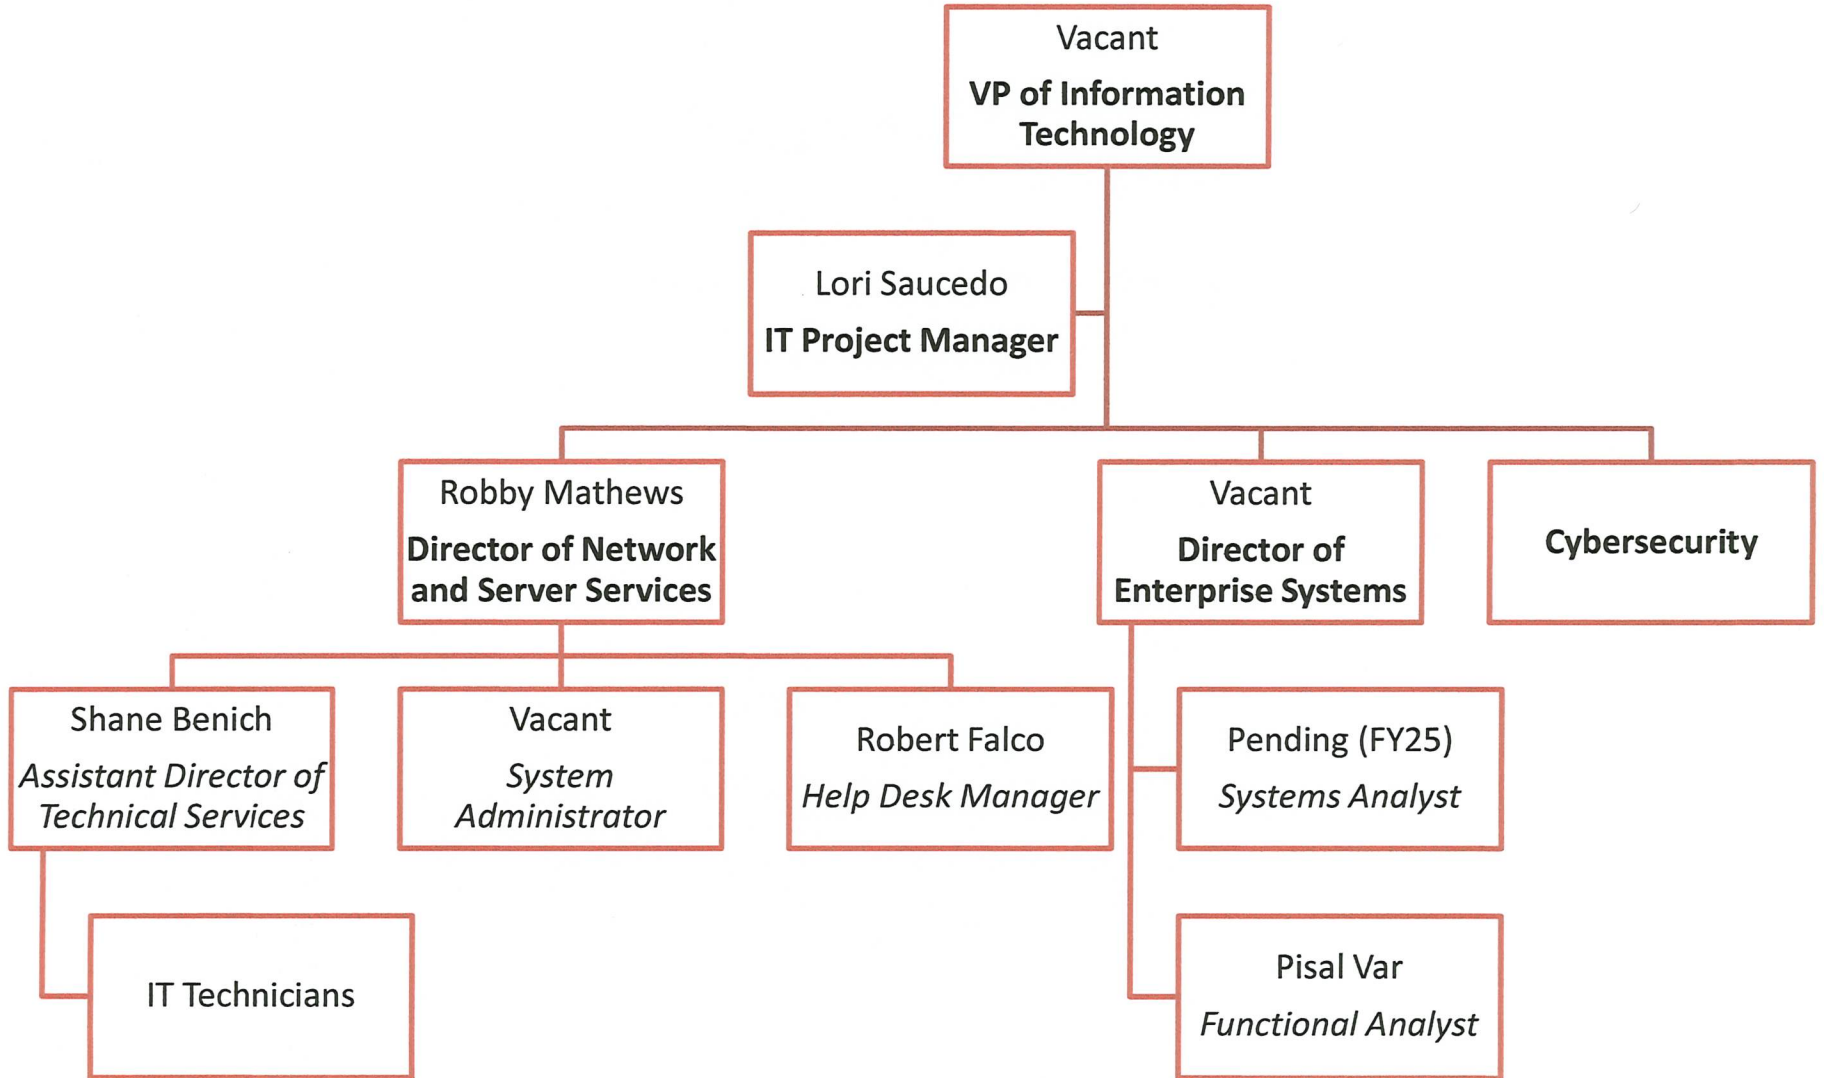 Vacant
VP of Information
Technology
Lori Saucedo
IT Project Manager
Robby Mathews
Director of Network
and Server Services
Vacant
Director of
Enterprise Systems
Cybersecurity
Shane Benich
Assistant Director of
Technical Services
Vacant
System
Administrator
Robert Falco
Help Desk Manager
Pending (FY25)
Systems Analyst
IT Technicians
Pisal Var
Functional Analyst